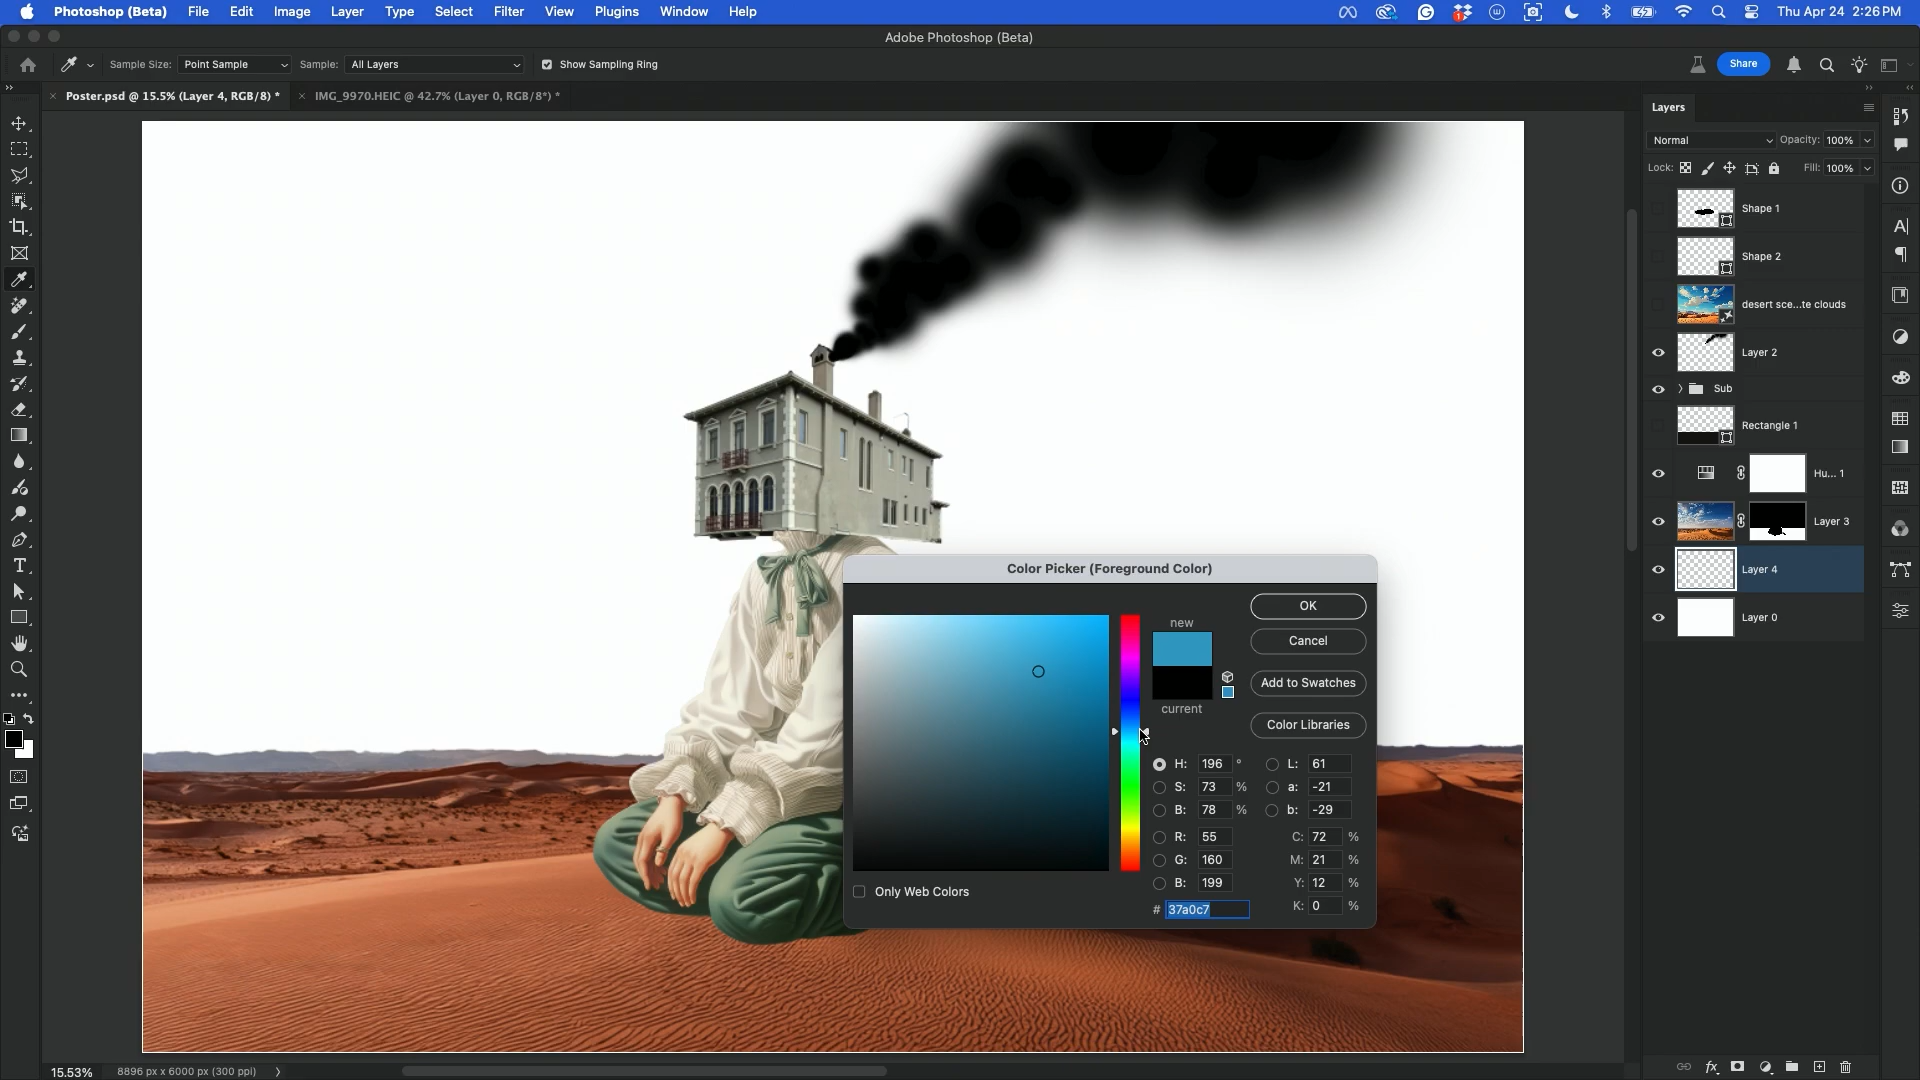 Photoshop (Beta) File Edit Image Layer Type Select Filter View Plugins Window Help
Thu Apr 24 2:26 PM
Adobe Photoshop (Beta)
Sample Size: Point Sample Sample: All Layers Show Sampling Ring
Share
Poster.psd @ 15.5% (Layer 4, RGB/8) *
IMG_9970.HEIC @ 42.7% (Layer 0, RGB/8*) *
Layers
Normal Opacity: 100%
Lock: Fill: 100%
Shape 1
Shape 2
desert sce...te clouds
Layer 2
Sub
Rectangle 1
Hu... 1
Layer 3
Layer 4
Layer 0
Color Picker (Foreground Color)
new
current
OK
Cancel
Add to Swatches
Color Libraries
H: 196 °
S: 73 %
B: 78 %
R: 55
G: 160
B: 199
# 37a0c7
L: 61
a: -21
b: -29
C: 72 %
M: 21 %
Y: 12 %
K: 0 %
Only Web Colors
15.53% 8896 px x 6000 px (300 ppi)